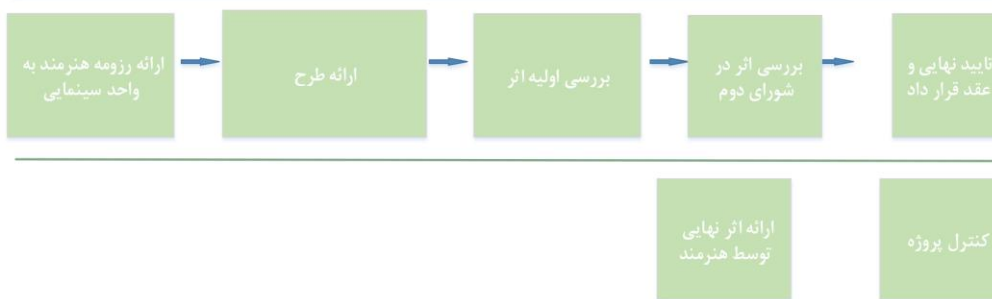 ارائه رزومه هنرمند به
واحد سینمایی
ارائه طرح
بررسی اولیه اثر
بررسی اثر در
شورای دوم
تایید نهایی و
عقد قرار داد
ارائه اثر نهایی
توسط هنرمند
کنترل پروژه